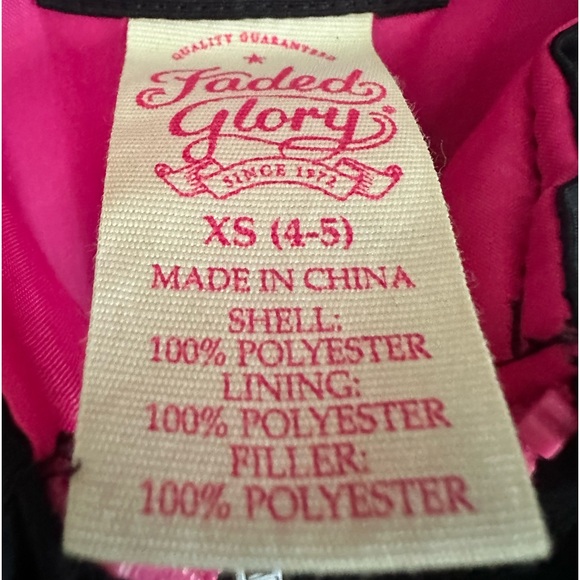 QUALITY GUARANTEED
Faded
Glory
SINCE 1972
XS (4-5)
MADE IN CHINA
SHELL:
100% POLYESTER
LINING:
100% POLYESTER
FILLER:
100% POLYESTER